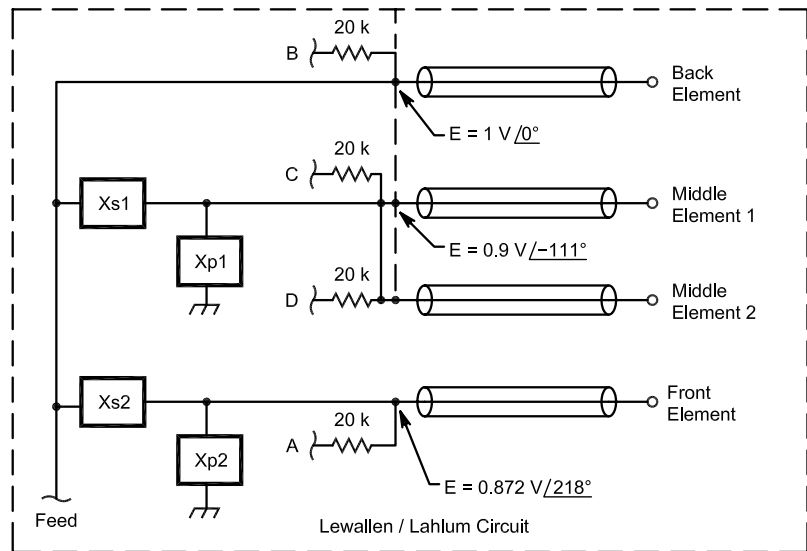 20 k
B
Back
Element
E = 1 V/0°
20 k
C
Xs1
Middle
Element 1
Xp1
E = 0.9 V/−111°
20 k
D
Middle
Element 2
Xs2
Front
Element
20 k
Xp2
A
E = 0.872 V/218°
Feed
Lewallen / Lahlum Circuit